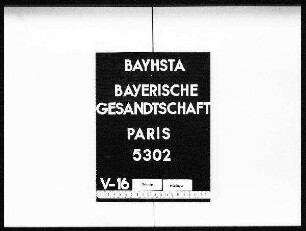 BAYHSTA
BAYERISCHE
GESANDTSCHAFT
PARIS
5302
V-16